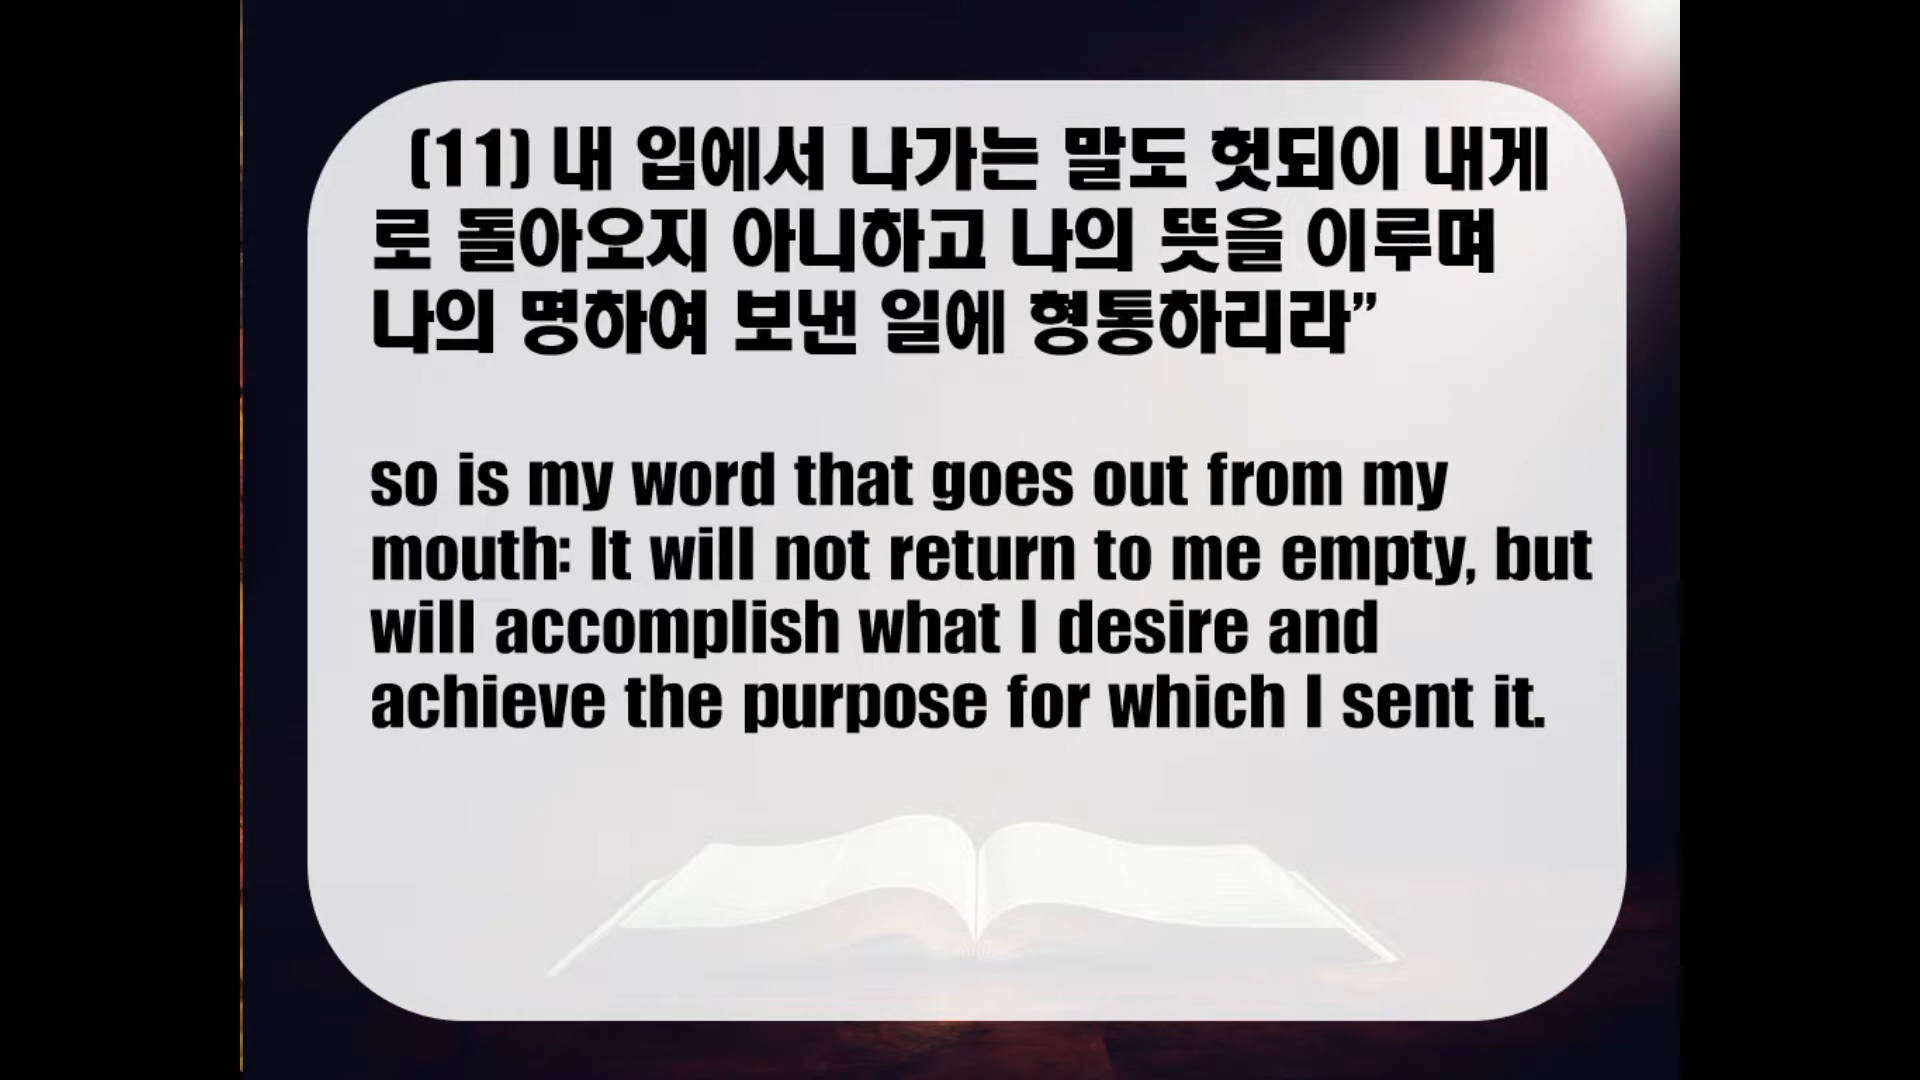 (11) 내 입에서 나가는 말도 헛되이 내게
로 돌아오지 아니하고 나의 뜻을 이루며
나의 명하여 보낸 일에 형통하리라”
so is my word that goes out from my
mouth: It will not return to me empty, but
will accomplish what I desire and
achieve the purpose for which I sent it.